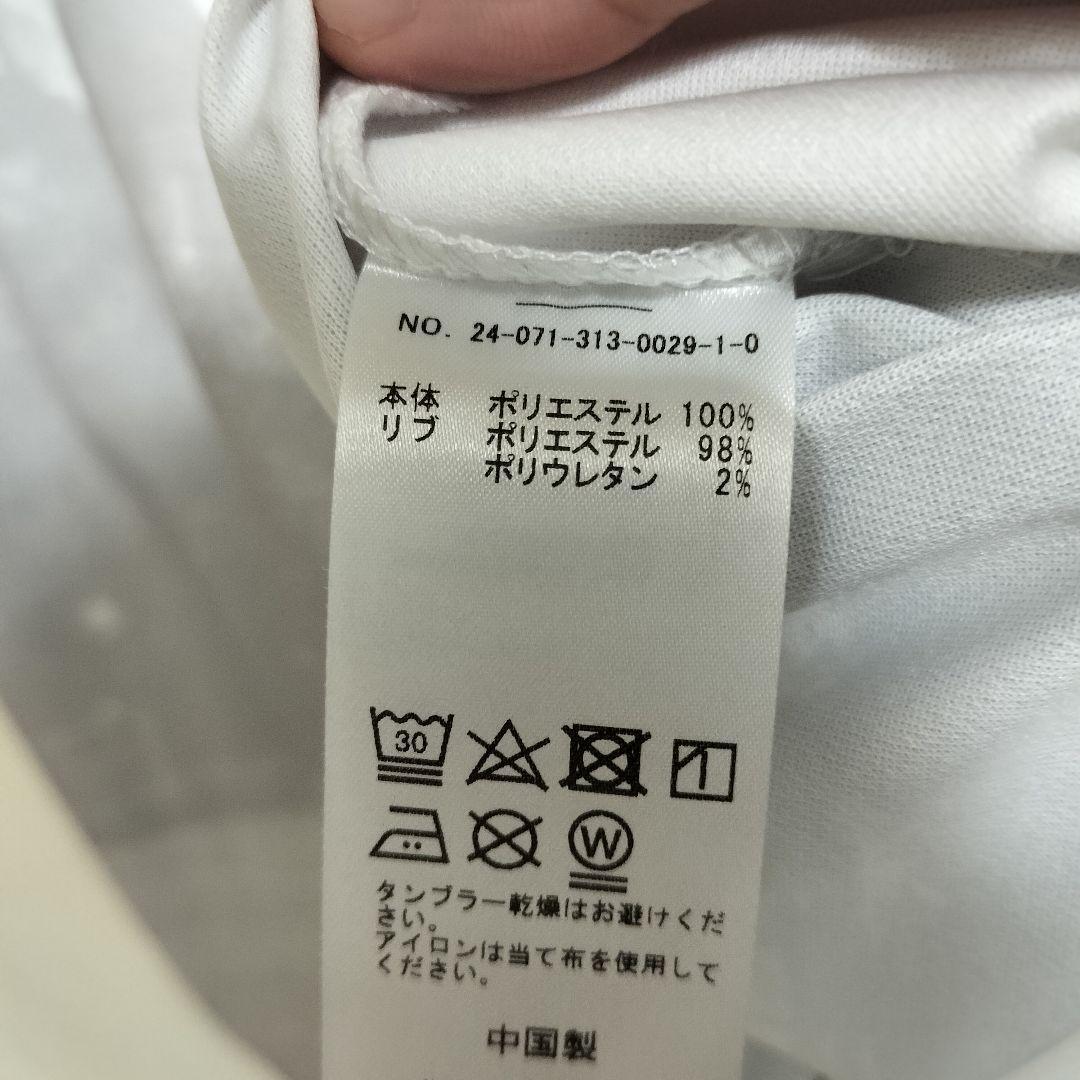 NO. 24-071-313-0029-1-0
本体 ポリエステル 100%
リブ ポリエステル 98%
ポリウレタン 2%
30
W
タンブラー乾燥はお避けくだ
さい。
アイロンは当て布を使用して
ください。
中国製